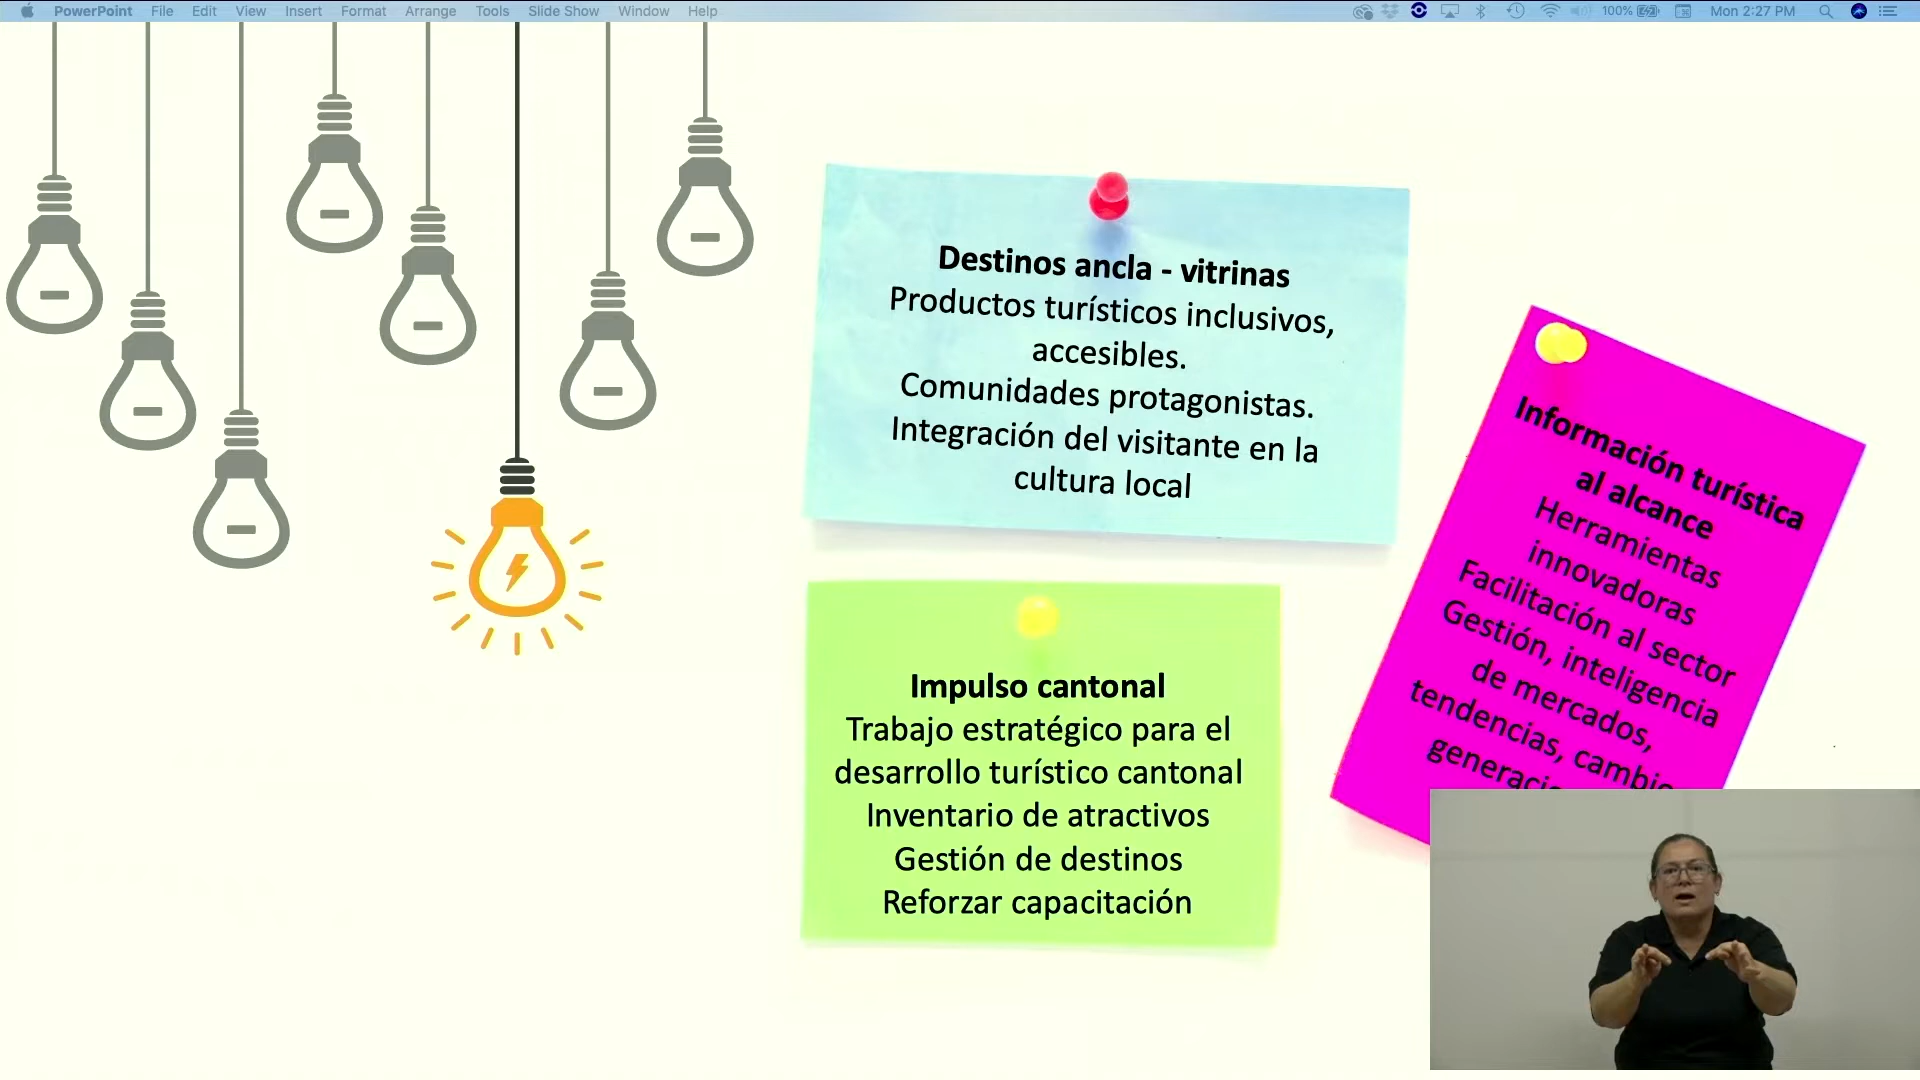 PowerPoint File Edit View Insert Format Arrange Tools Slide Show Window Help
100% Mon 2:27 PM
Destinos ancla - vitrinas
Productos turísticos inclusivos,
accesibles.
Comunidades protagonistas.
Integración del visitante en la
cultura local
Información turística
al alcance
Herramientas
innovadoras
Facilitación al sector
Gestión, inteligencia
de mercados,
tendencias,
Impulso cantonal
Trabajo estratégico para el
desarrollo turístico cantonal
Inventario de atractivos
Gestión de destinos
Reforzar capacitación